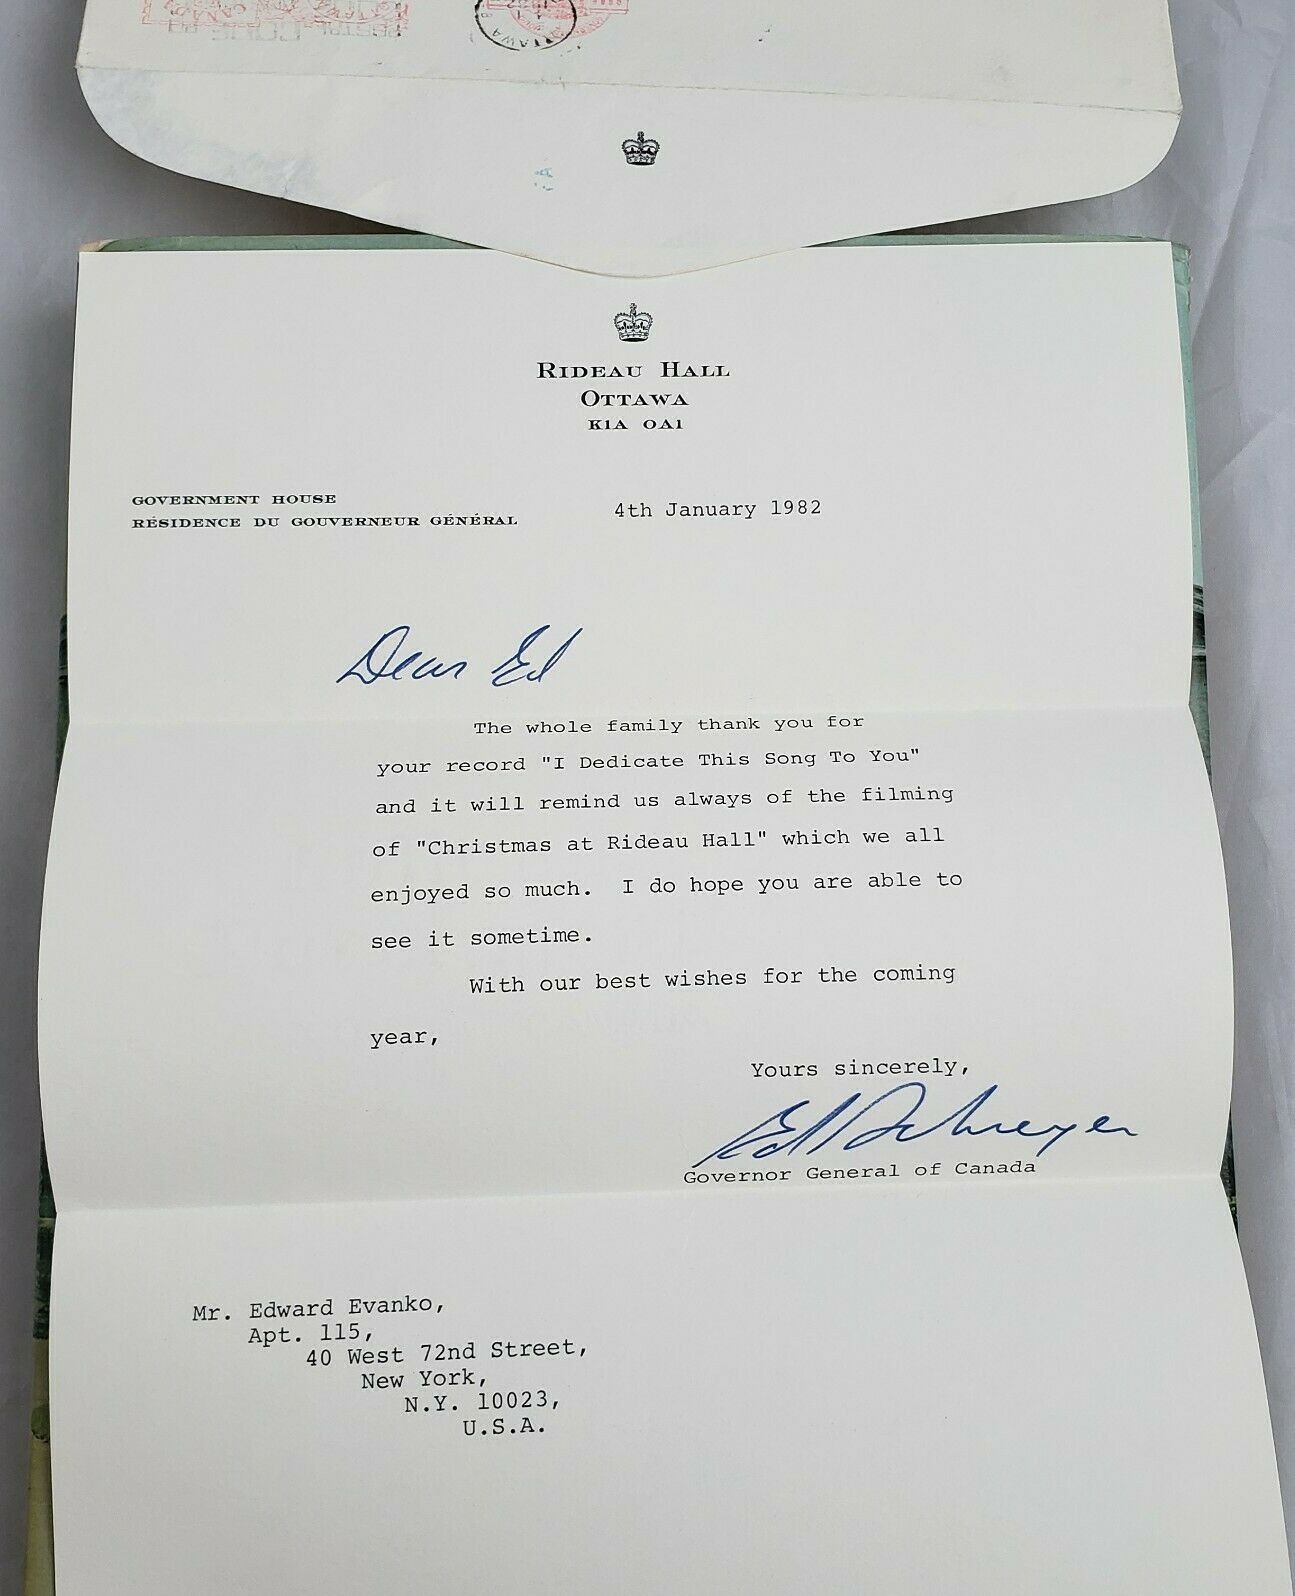 OTTAWA
RIDEAU HALL
OTTAWA
K1A 0A1
GOVERNMENT HOUSE
RÉSIDENCE DU GOUVERNEUR GÉNÉRAL
4th January 1982
Dear Ed
The whole family thank you for
your record "I Dedicate This Song To You"
and it will remind us always of the filming
of "Christmas at Rideau Hall" which we all
enjoyed so much. I do hope you are able to
see it sometime.
With our best wishes for the coming
year,
Yours sincerely,
Ed Schreyer
Governor General of Canada
Mr. Edward Evanko,
Apt. 115,
40 West 72nd Street,
New York,
N.Y. 10023,
U.S.A.